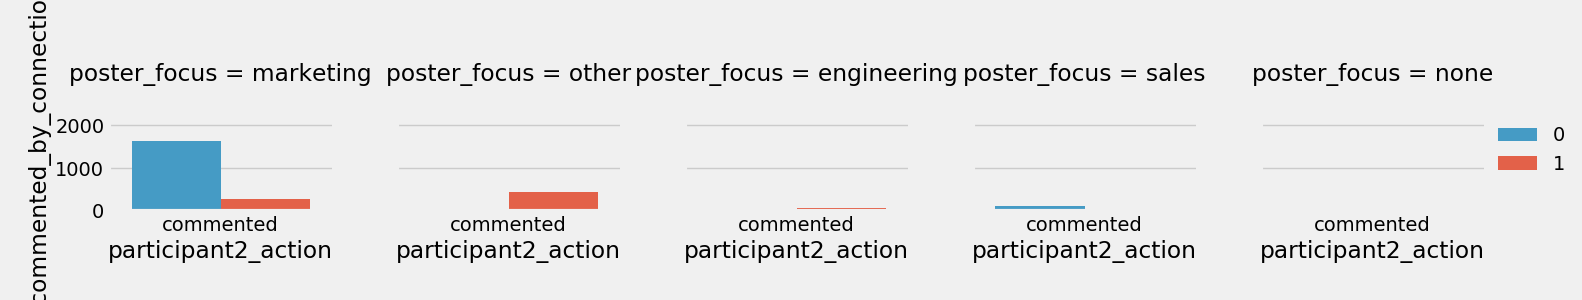 commented_by_connectio
poster_focus = marketing
poster_focus = other
poster_focus = engineering
poster_focus = sales
poster_focus = none
2000
1000
0
commented
commented
commented
commented
commented
participant2_action
participant2_action
participant2_action
participant2_action
participant2_action
0
1